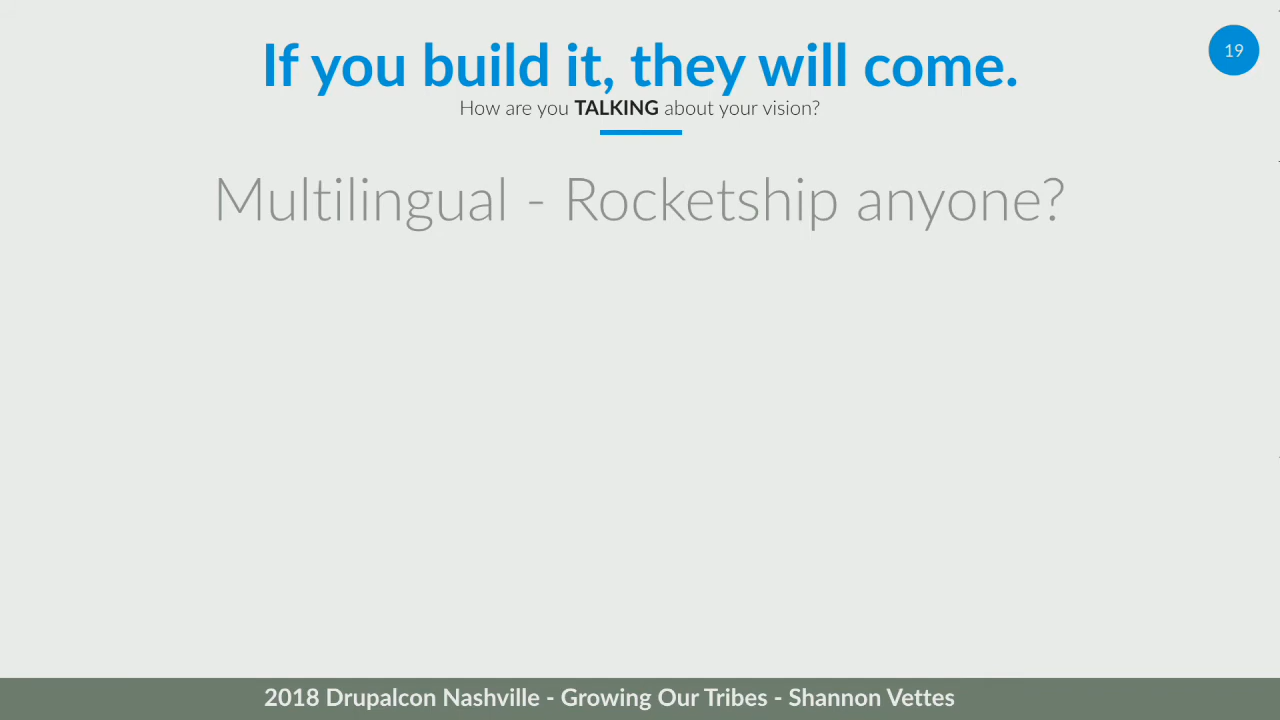 If you build it, they will come.
19
How are you TALKING about your vision?
Multilingual - Rocketship anyone?
2018 Drupalcon Nashville - Growing Our Tribes - Shannon Vettes